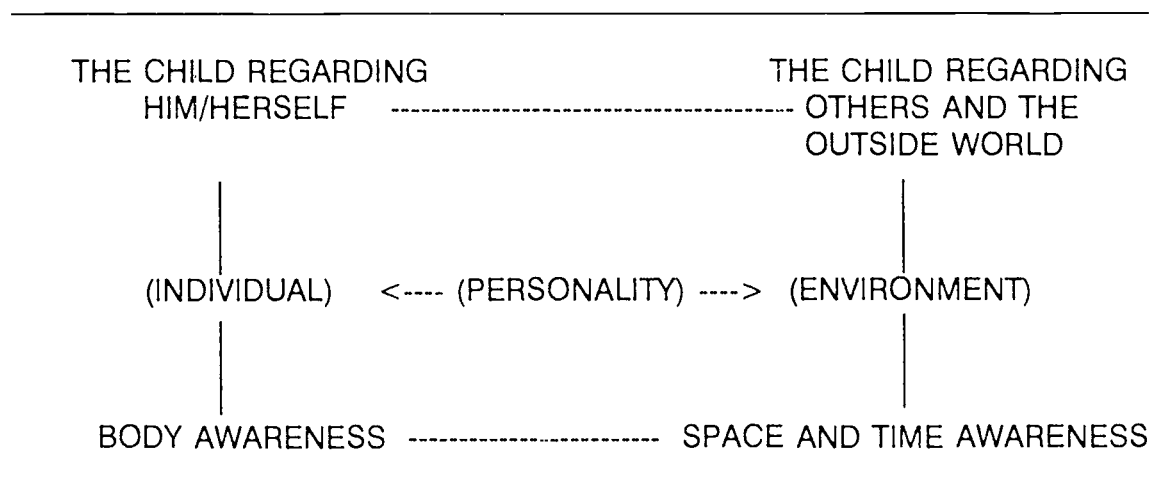 THE CHILD REGARDING
HIM/HERSELF
THE CHILD REGARDING
OTHERS AND THE
OUTSIDE WORLD
(INDIVIDUAL) <---- (PERSONALITY) ----> (ENVIRONMENT)
BODY AWARENESS ------------------------- SPACE AND TIME AWARENESS